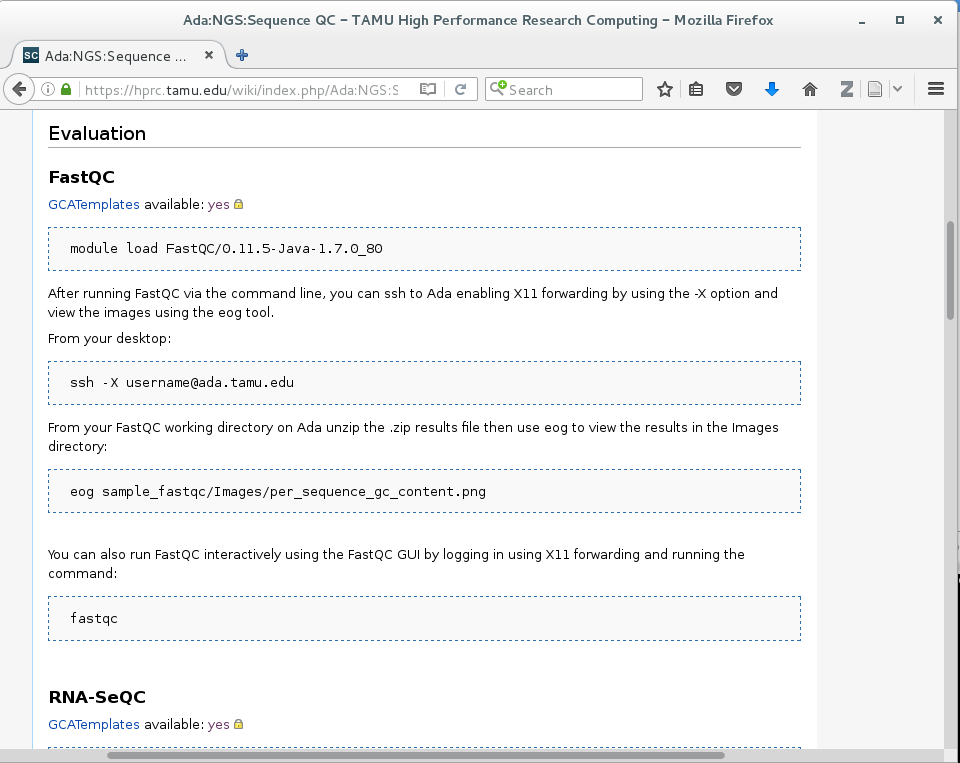 Ada:NGS:Sequence QC – TAMU High Performance Research Computing – Mozilla Firefox
SC Ada:NGS:Sequence ...
https://hprc.tamu.edu/wiki/index.php/Ada:NGS:S
Search
Evaluation
FastQC
GCATemplates available: yes
module load FastQC/0.11.5-Java-1.7.0_80
After running FastQC via the command line, you can ssh to Ada enabling X11 forwarding by using the -X option and
view the images using the eog tool.
From your desktop:
ssh -X username@ada.tamu.edu
From your FastQC working directory on Ada unzip the .zip results file then use eog to view the results in the Images
directory:
eog sample_fastqc/Images/per_sequence_gc_content.png
You can also run FastQC interactively using the FastQC GUI by logging in using X11 forwarding and running the
command:
fastqc
RNA-SeQC
GCATemplates available: yes